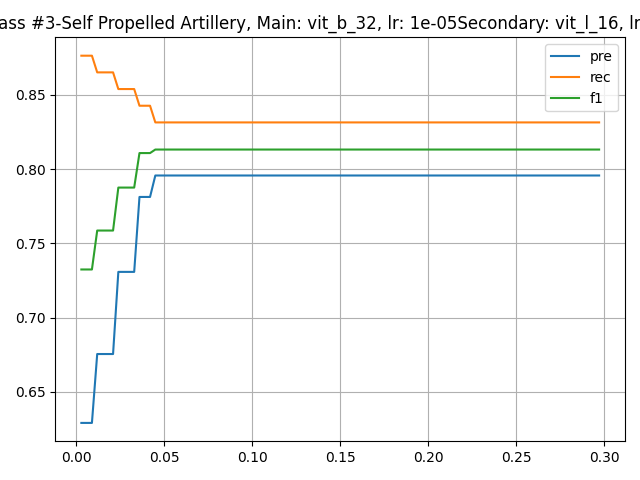 ass #3-Self Propelled Artillery, Main: vit_b_32, lr: 1e-05Secondary: vit_l_16, lr
pre
rec
f1
0.85
0.80
0.75
0.70
0.65
0.00 0.05 0.10 0.15 0.20 0.25 0.30